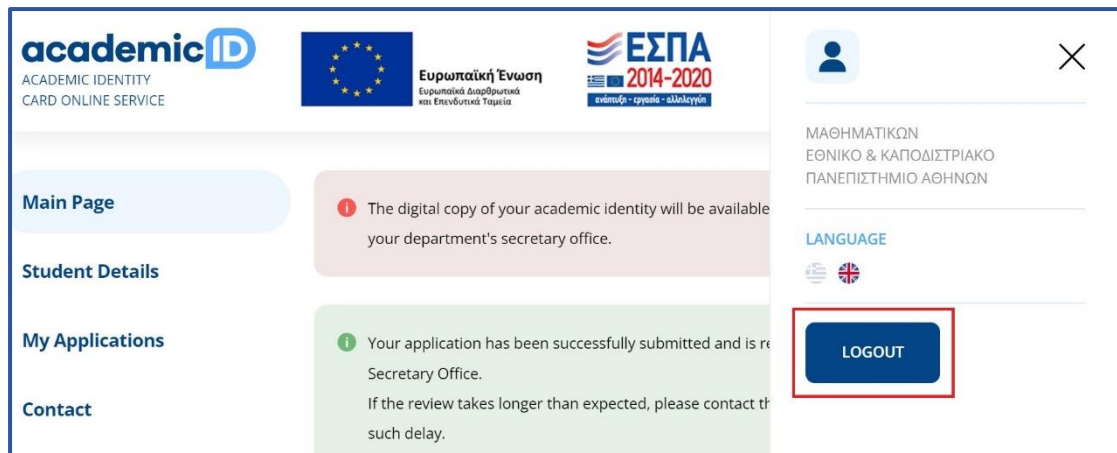 academicID
ACADEMIC IDENTITY
CARD ONLINE SERVICE
Ευρωπαϊκή Ένωση
Ευρωπαϊκά Διαρθρωτικά
και Επενδυτικά Ταμεία
ΕΣΠΑ
2014-2020
ανάπτυξη - εργασία - αλληλεγγύη
Main Page
Student Details
My Applications
Contact
The digital copy of your academic identity will be available
your department's secretary office.
Your application has been successfully submitted and is re
Secretary Office.
If the review takes longer than expected, please contact th
such delay.
ΜΑΘΗΜΑΤΙΚΩΝ
ΕΘΝΙΚΟ & ΚΑΠΟΔΙΣΤΡΙΑΚΟ
ΠΑΝΕΠΙΣΤΗΜΙΟ ΑΘΗΝΩΝ
LANGUAGE
LOGOUT